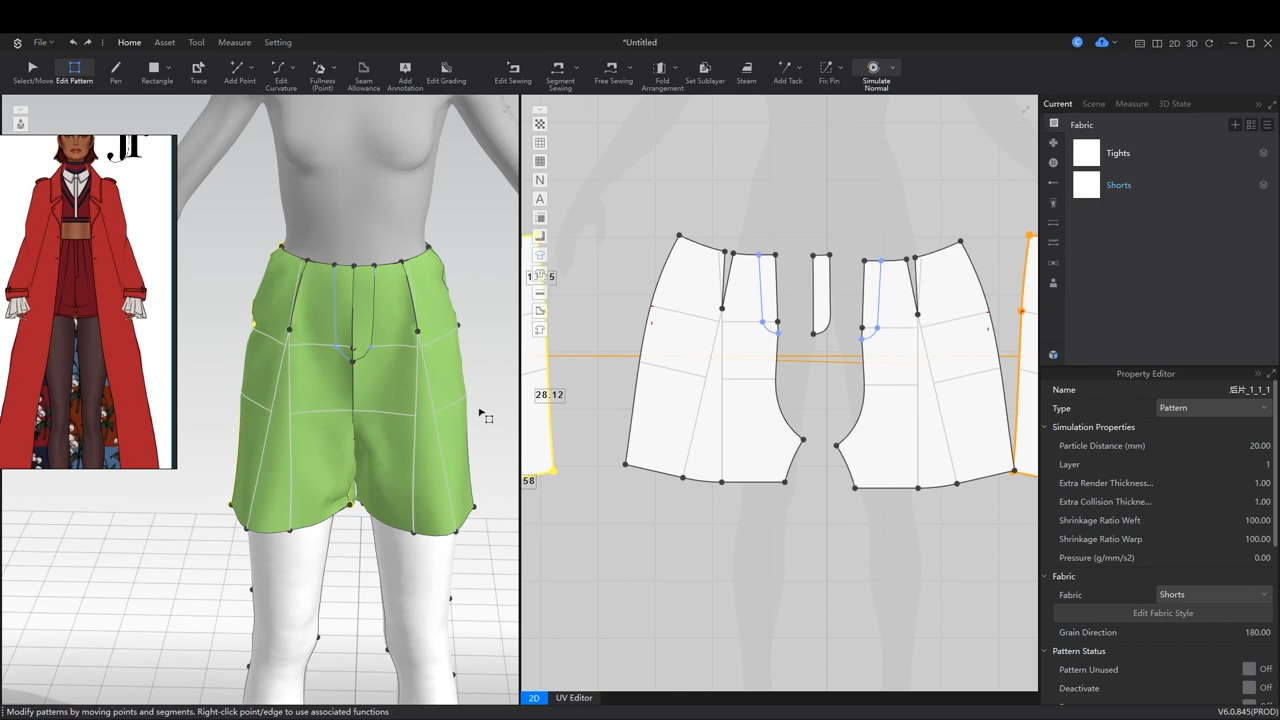 File
Home
Asset
Tool
Measure
Setting
*Untitled
2D
3D
Select/Move
Edit Pattern
Pen
Rectangle
Trace
Add Point
Edit
Curvature
Fullness
(Point)
Seam
Allowance
Add
Annotation
Edit Grading
Edit Sewing
Segment
Sewing
Free Sewing
Fold
Arrangement
Set Sublayer
Steam
Add Tack
Fix Pin
Simulate
Normal
Current
Scene
Measure
3D State
Fabric
Tights
Shorts
28.12
58
Property Editor
Name
后片_1_1_1
Type
Pattern
Simulation Properties
Particle Distance (mm)
20.00
Layer
1
Extra Render Thickness...
1.00
Extra Collision Thickne...
1.00
Shrinkage Ratio Weft
100.00
Shrinkage Ratio Warp
100.00
Pressure (g/mm/s2)
0.00
Fabric
Fabric
Shorts
Edit Fabric Style
Grain Direction
180.00
Pattern Status
Pattern Unused
Off
Deactivate
Off
2D
UV Editor
Modify patterns by moving points and segments. Right-click point/edge to use associated functions
V6.0.845(PROD)